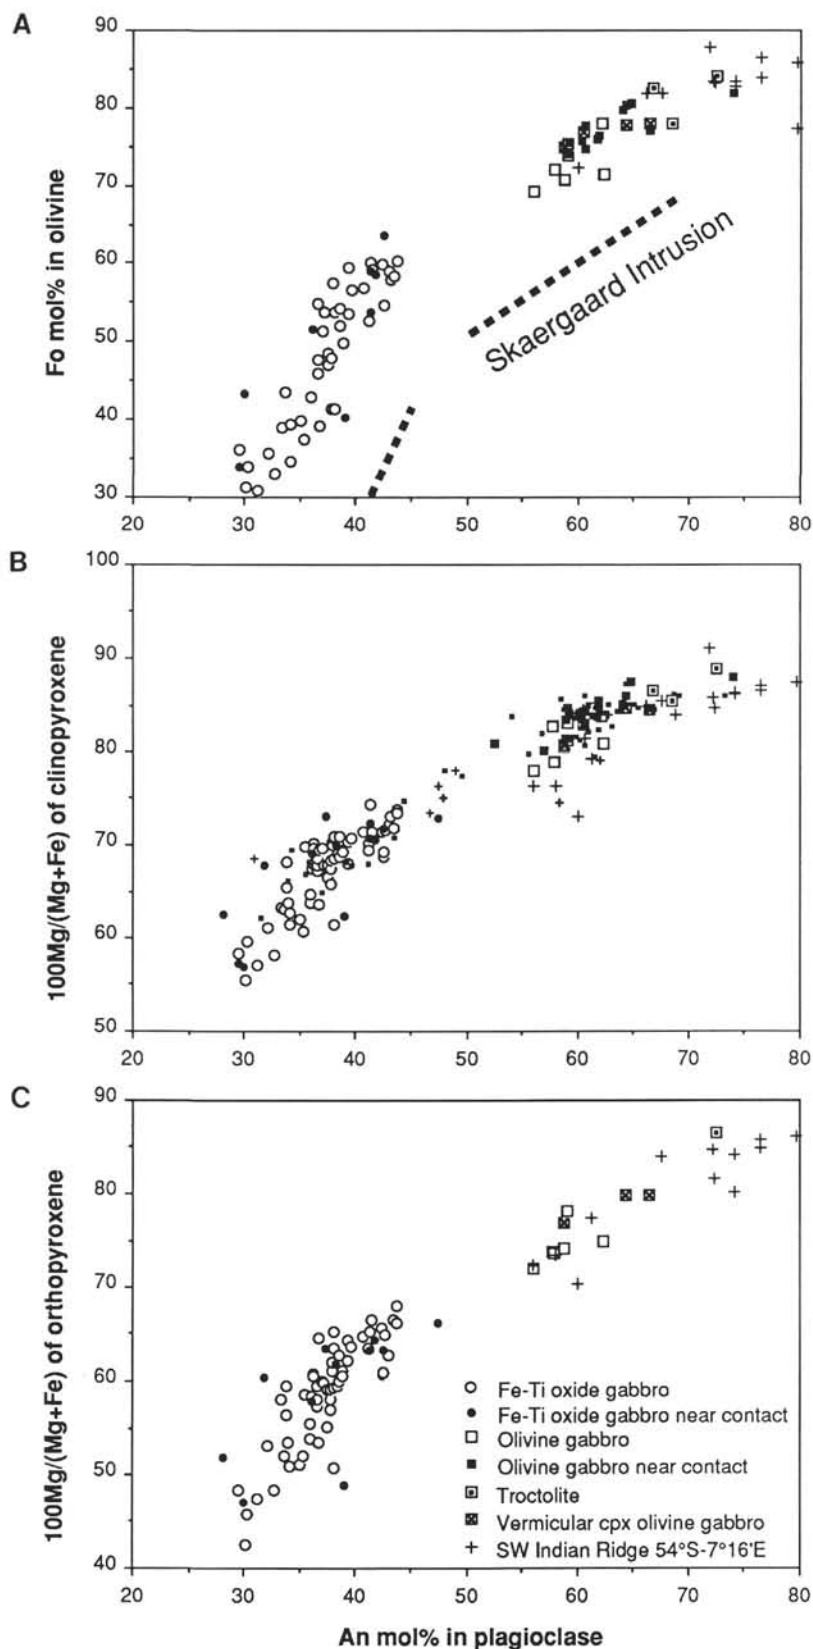 A
90
80
70
60
50
40
30
Fo mol% in olivine
Skaergaard Intrusion
20 30 40 50 60 70 80
B
100
90
80
70
60
50
100Mg/(Mg+Fe) of clinopyroxene
20 30 40 50 60 70 80
C
90
80
70
60
50
40
100Mg/(Mg+Fe) of orthopyroxene
Fe-Ti oxide gabbro
Fe-Ti oxide gabbro near contact
Olivine gabbro
Olivine gabbro near contact
Troctolite
Vermicular cpx olivine gabbro
SW Indian Ridge 54°S-7°16'E
20 30 40 50 60 70 80
An mol% in plagioclase